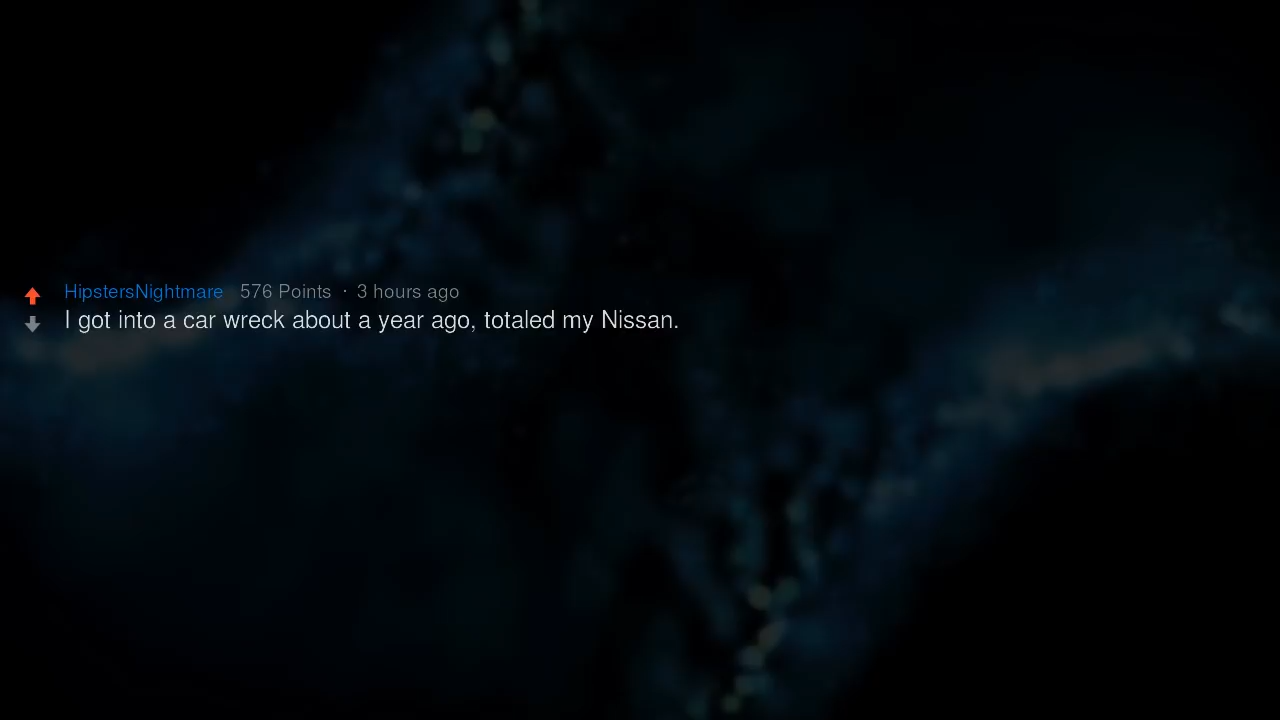 HipstersNightmare 576 Points · 3 hours ago
I got into a car wreck about a year ago, totaled my Nissan.